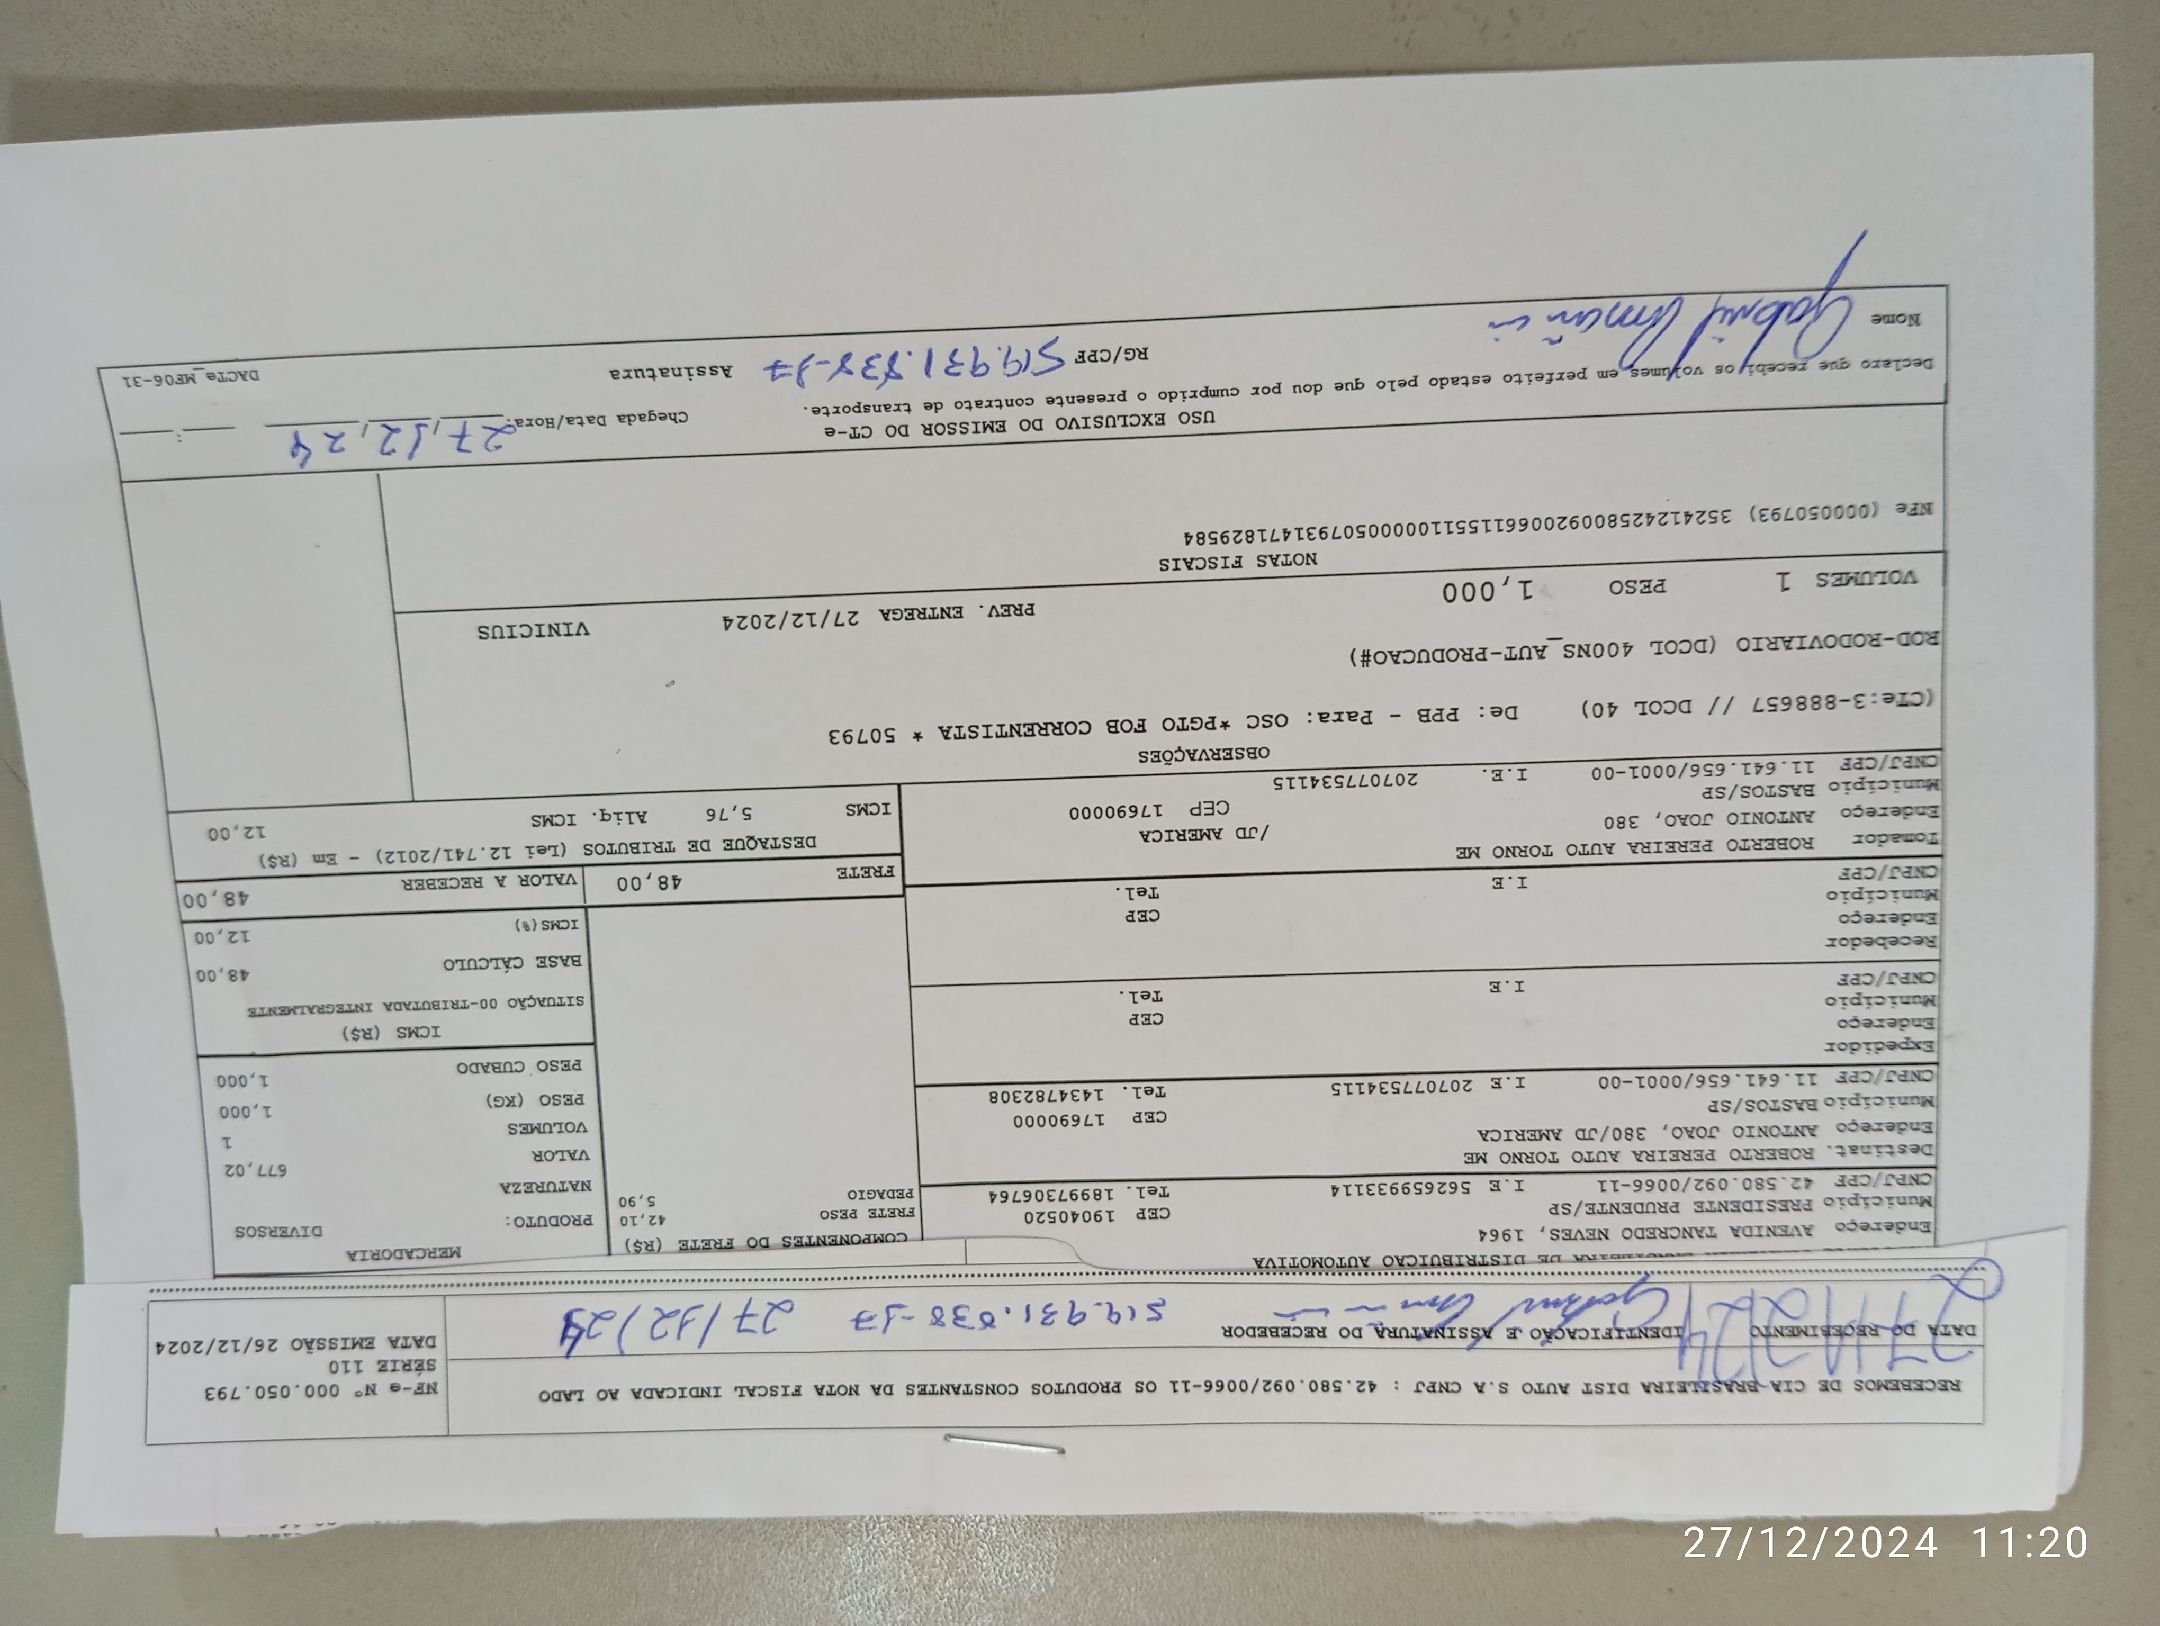 RECEBEMOS DE CIA BRASILEIRA DIST AUTO S.A CNPJ : 42.580.092/0066-11 OS PRODUTOS CONSTANTES DA NOTA FISCAL INDICADA AO LADO
NF-e Nº 000.050.793
SÉRIE 110
DATA EMISSÃO 26/12/2024
DATA DO RECEBIMENTO IDENTIFICAÇÃO E ASSINATURA DO RECEBEDOR
27/12/24 Gabriel 519.931.838-17 27/12/24
DE DISTRIBUICAO AUTOMOTIVA
Endereço AVENIDA TANCREDO NEVES, 1964
Município PRESIDENTE PRUDENTE/SP CEP 19040520
CNPJ/CPF 42.580.092/0066-11 I.E 562659933114 Tel. 18997306764
Destinat. ROBERTO PEREIRA AUTO TORNO ME
Endereço ANTONIO JOAO, 380/JD AMERICA
Município BASTOS/SP CEP 17690000
CNPJ/CPF 11.641.656/0001-00 I.E 207077534115 Tel. 1434782308
Expedidor
Endereço
Município CEP
CNPJ/CPF I.E Tel.
Recebedor
Endereço
Município CEP
CNPJ/CPF I.E Tel.
Tomador ROBERTO PEREIRA AUTO TORNO ME
Endereço ANTONIO JOAO, 380 /JD AMERICA
Município BASTOS/SP CEP 17690000
CNPJ/CPF 11.641.656/0001-00 I.E. 207077534115
COMPONENTES DO FRETE (R$)
FRETE PESO 42,10
PEDAGIO 5,90
MERCADORIA
PRODUTO: DIVERSOS
NATUREZA
VALOR 677,02
VOLUMES 1
PESO (KG) 1,000
PESO CUBADO 1,000
ICMS (R$)
SITUAÇÃO 00-TRIBUTADA INTEGRALMENTE
BASE CÁLCULO 48,00
ICMS(%) 12,00
FRETE 48,00 VALOR A RECEBER 48,00
DESTAQUE DE TRIBUTOS (Lei 12.741/2012) - Em (R$)
ICMS 5,76 Aliq. ICMS 12,00
OBSERVAÇÕES
(CTe:3-888657 // DCOL 40) De: PPB - Para: OSC *PGTO FOB CORRENTISTA * 50793
ROD-RODOVIARIO (DCOL 400NS_AUT-PRODUCAO#)
VOLUMES 1 PESO 1,000 PREV. ENTREGA 27/12/2024 VINICIUS
NOTAS FISCAIS
NFe (000050793) 35241242580092006611551100000507931471829584
USO EXCLUSIVO DO EMISSOR DO CT-e
Declaro que recebi os volumes em perfeito estado pelo que dou por cumprido o presente contrato de transporte.
Chegada Data/Hora: 27/12/24 :
Nome Gabriel RG/CPF 519.931.838-17 Assinatura
DACTe_MF06-31
27/12/2024 11:20